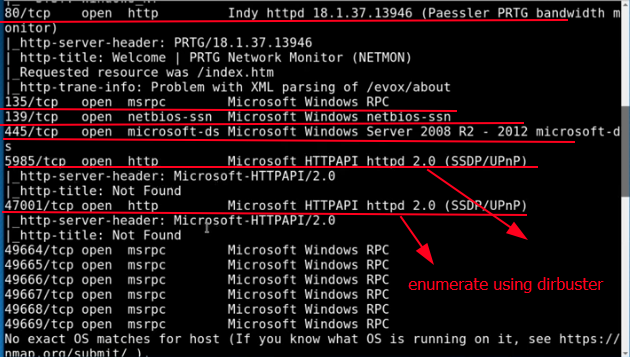 80/tcp    open  http         Indy httpd 18.1.37.13946 (Paessler PRTG bandwidth m
onitor)
|_http-server-header: PRTG/18.1.37.13946
| http-title: Welcome | PRTG Network Monitor (NETMON)
|_Requested resource was /index.htm
|_http-trane-info: Problem with XML parsing of /evox/about
135/tcp   open  msrpc        Microsoft Windows RPC
139/tcp   open  netbios-ssn  Microsoft Windows netbios-ssn
445/tcp   open  microsoft-ds Microsoft Windows Server 2008 R2 - 2012 microsoft-d
s
5985/tcp  open  http         Microsoft HTTPAPI httpd 2.0 (SSDP/UPnP)
|_http-server-header: Microsoft-HTTPAPI/2.0
|_http-title: Not Found
47001/tcp open  http         Microsoft HTTPAPI httpd 2.0 (SSDP/UPnP)
|_http-server-header: Microsoft-HTTPAPI/2.0
|_http-title: Not Found
49664/tcp open  msrpc        Microsoft Windows RPC
49665/tcp open  msrpc        Microsoft Windows RPC
49666/tcp open  msrpc        Microsoft Windows RPC
enumerate using dirbuster
49667/tcp open  msrpc        Microsoft Windows RPC
49668/tcp open  msrpc        Microsoft Windows RPC
49669/tcp open  msrpc        Microsoft Windows RPC
No exact OS matches for host (If you know what OS is running on it, see https://
nmap.org/submit/ ).